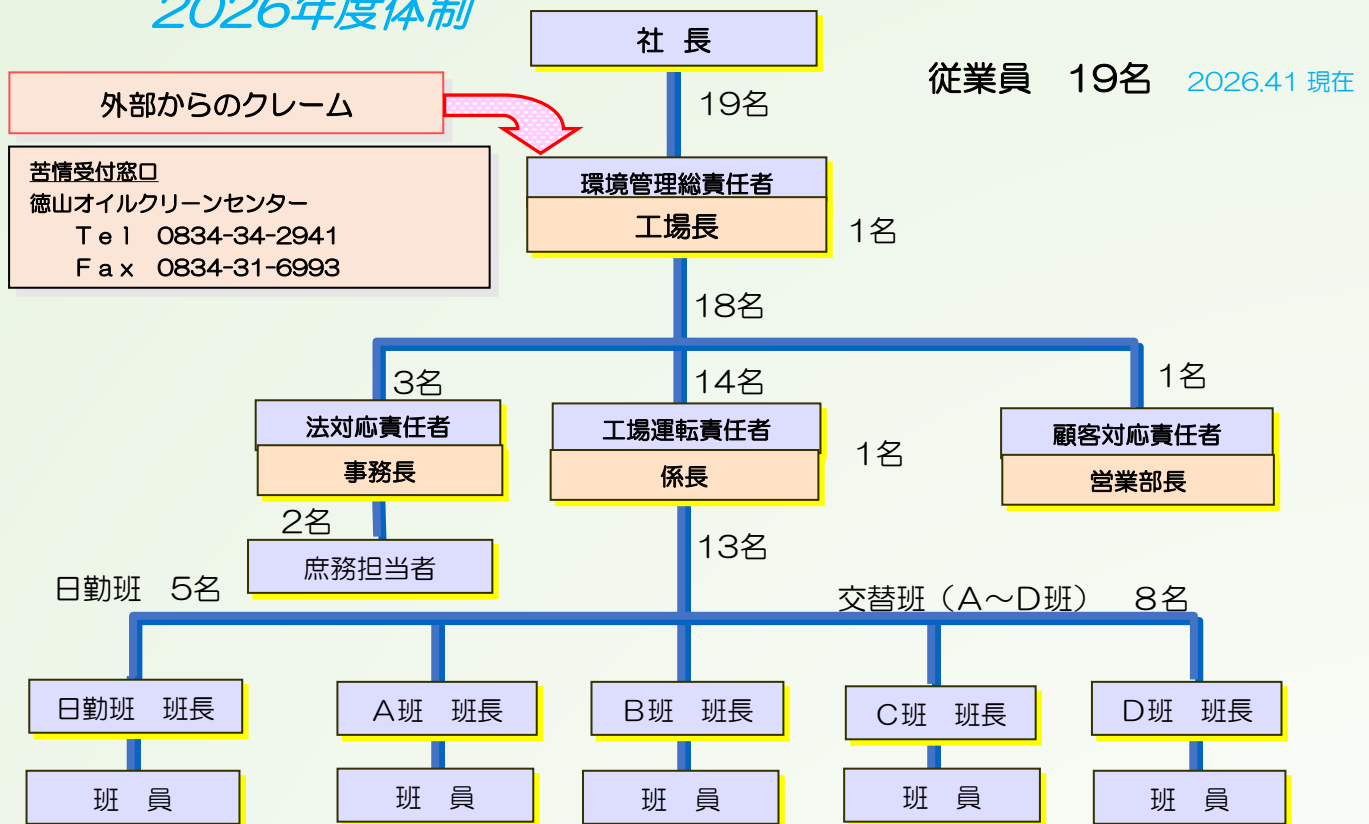 2026年度体制
社 長
従業員 19名 2026.41 現在
外部からのクレーム
19名
苦情受付窓口
徳山オイルクリーンセンター
Tel 0834-34-2941
Fax 0834-31-6993
環境管理総責任者
工場長
1名
18名
3名
14名
1名
法対応責任者
事務長
工場運転責任者
係長
1名
顧客対応責任者
営業部長
2名
庶務担当者
13名
日勤班 5名
交替班（A～D班） 8名
日勤班 班長
A班 班長
B班 班長
C班 班長
D班 班長
班 員
班 員
班 員
班 員
班 員